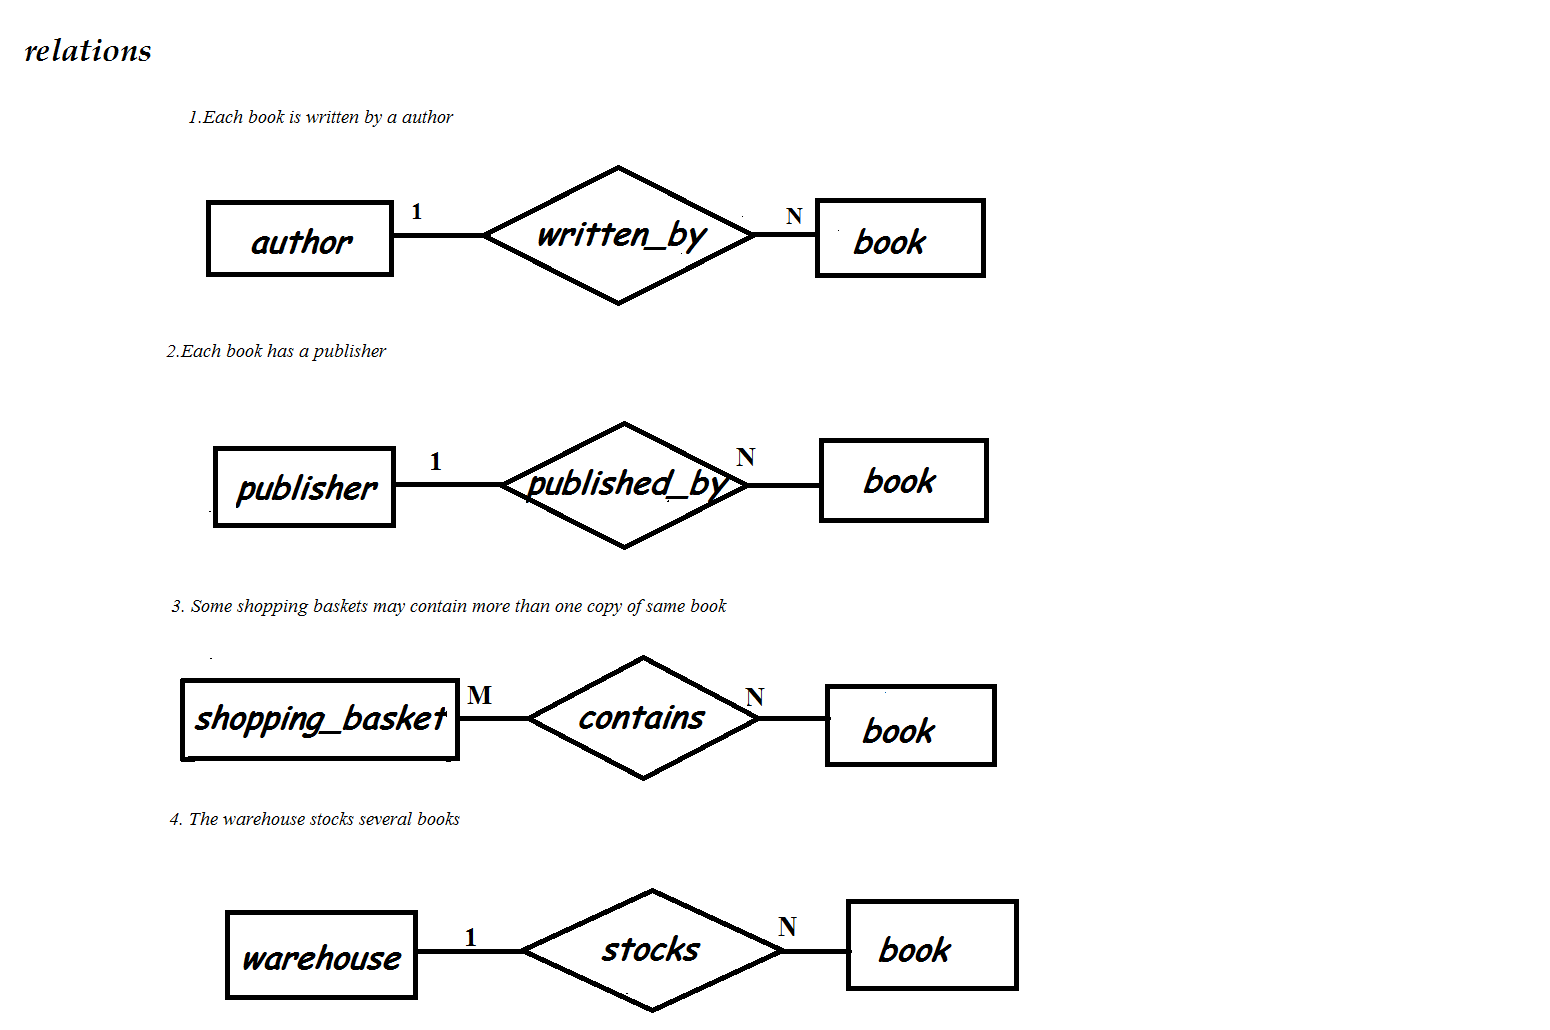 relations
1.Each book is written by a author
author 1 written_by N book
2.Each book has a publisher
publisher 1 published_by N book
3. Some shopping baskets may contain more than one copy of same book
shopping_basket M contains N book
4. The warehouse stocks several books
warehouse 1 stocks N book